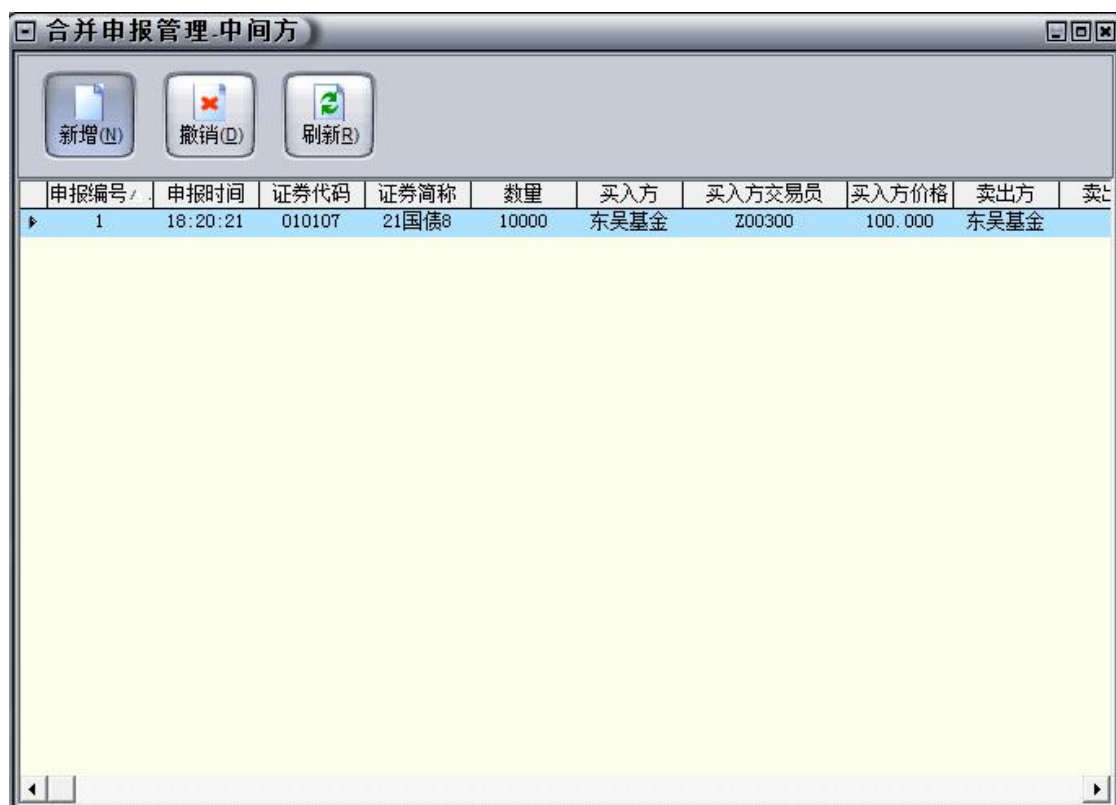 合并申报管理-中间方
新增(N) 撤销(D) 刷新R)
申报编号 申报时间 证券代码 证券简称 数量 买入方 买入方交易员 买入方价格 卖出方 卖
1 18:20:21 010107 21国债8 10000 东吴基金 Z00300 100.000 东吴基金